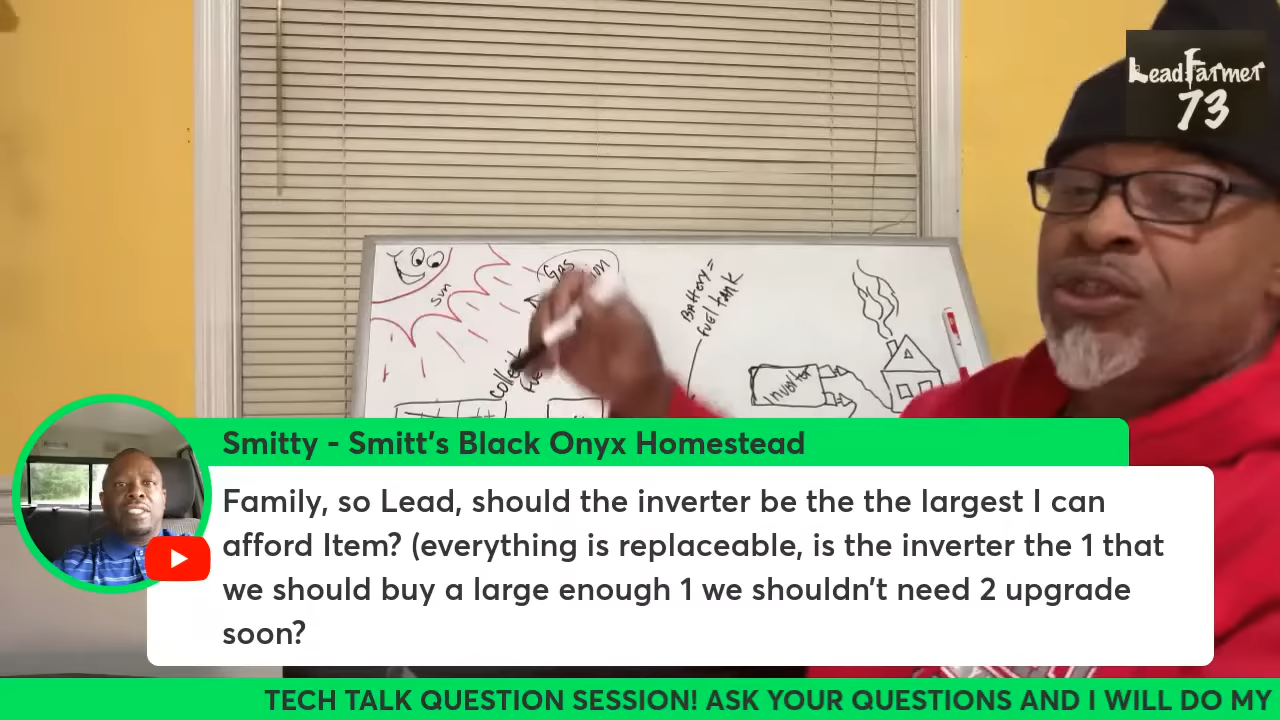 LeadFarmer
73
Gas
sun
Battery =
fuel tank
Inverter
Smitty - Smitt's Black Onyx Homestead
Family, so Lead, should the inverter be the the largest I can
afford Item? (everything is replaceable, is the inverter the 1 that
we should buy a large enough 1 we shouldn't need 2 upgrade
soon?
TECH TALK QUESTION SESSION! ASK YOUR QUESTIONS AND I WILL DO MY